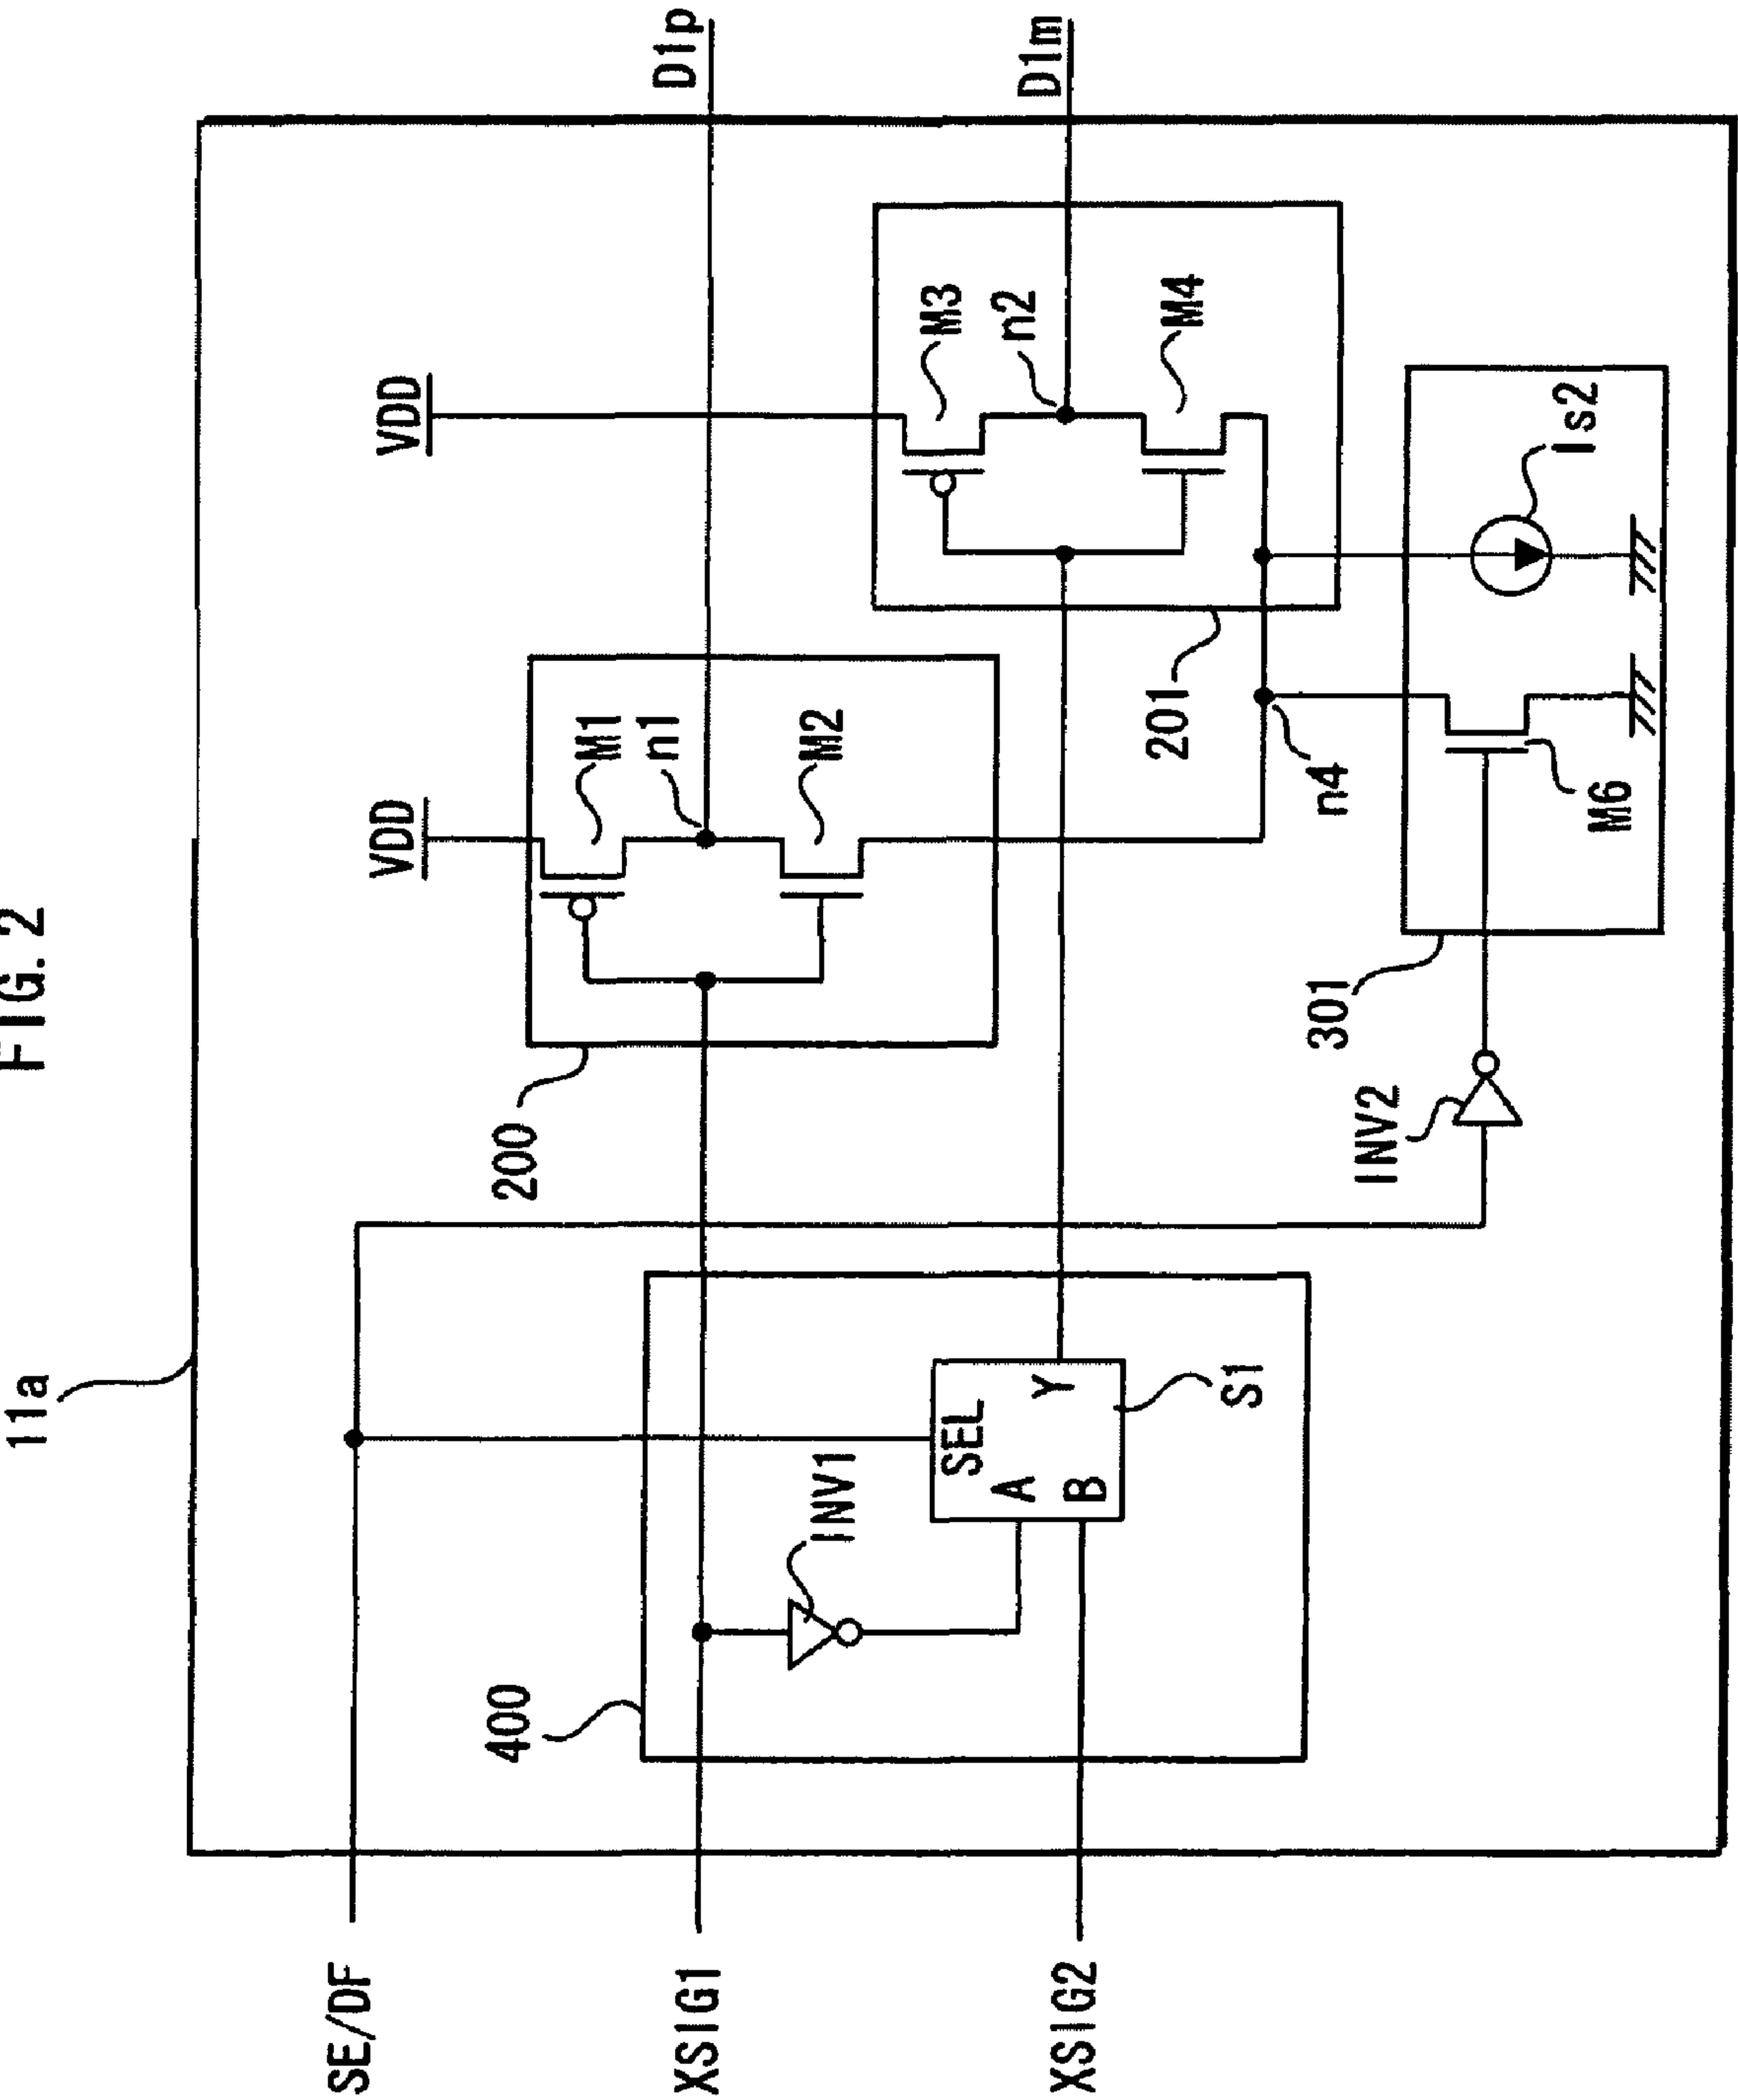 FIG. 2
11a
SE/DF
XSIG1
XSIG2
400
INV1
SEL
A
B
Y
S1
200
VDD
M1
n1
M2
VDD
M3
n2
M4
201
n4
INV2
301
M6
Is2
D1p
D1m